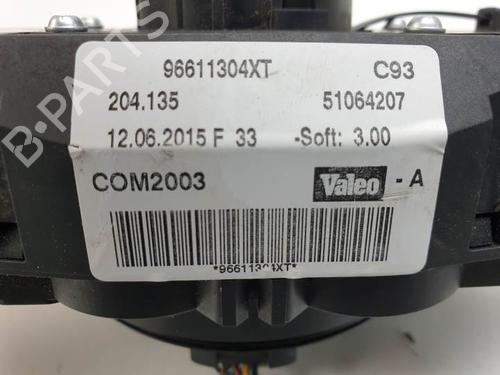 96611304XT C93
204.135 51064207
12.06.2015 F 33 -Soft: 3.00
COM2003 Valeo - A
*96611304XT*
B-PARTS